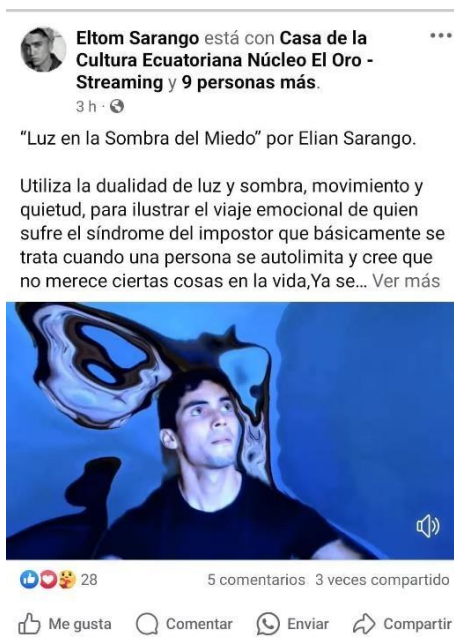 Eltom Sarango está con Casa de la
Cultura Ecuatoriana Núcleo El Oro -
Streaming y 9 personas más.
3 h ·
“Luz en la Sombra del Miedo” por Elian Sarango.
Utiliza la dualidad de luz y sombra, movimiento y
quietud, para ilustrar el viaje emocional de quien
sufre el síndrome del impostor que básicamente se
trata cuando una persona se autolimita y cree que
no merece ciertas cosas en la vida,Ya se... Ver más
28 5 comentarios 3 veces compartido
Me gusta Comentar Enviar Compartir